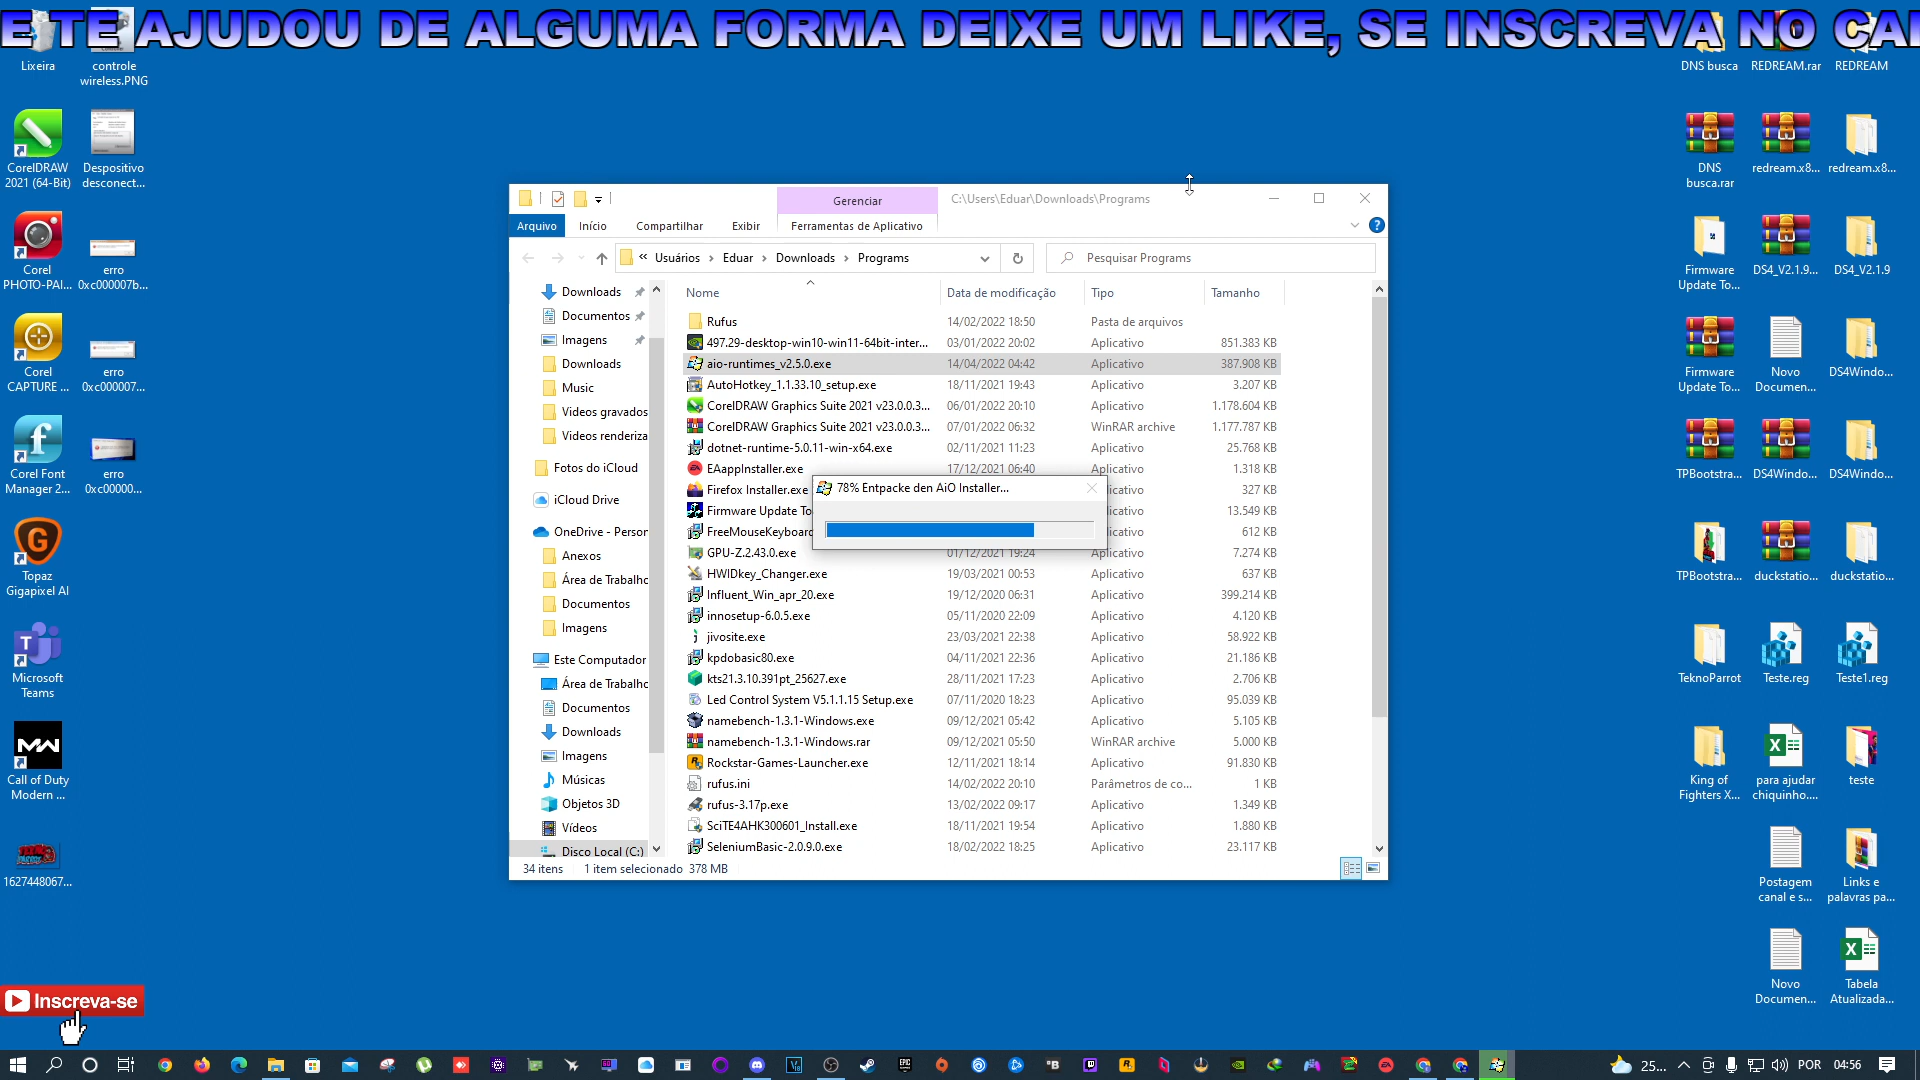 E TE AJUDOU DE ALGUMA FORMA DEIXE UM LIKE, SE INSCREVA NO CA
Lixeira
controle
wireless.PNG
CorelDRAW
2021 (64-Bit)
Despositivo
desconect...
Corel
PHOTO-PAI...
erro
0xc000007b...
Corel
CAPTURE ...
erro
0xc000007...
Corel Font
Manager 2...
erro
0xc00000...
Topaz
Gigapixel AI
Microsoft
Teams
Call of Duty
Modern ...
1627448067...
Inscreva-se
Gerenciar
C:\Users\Eduar\Downloads\Programs
Arquivo
Início
Compartilhar
Exibir
Ferramentas de Aplicativo
« Usuários › Eduar › Downloads › Programs
Pesquisar Programs
Downloads
Documentos
Imagens
Downloads
Music
Videos gravados
Videos renderiza
Fotos do iCloud
iCloud Drive
OneDrive - Person
Anexos
Área de Trabalho
Documentos
Imagens
Este Computador
Área de Trabalho
Documentos
Downloads
Imagens
Músicas
Objetos 3D
Vídeos
Disco Local (C:)
Nome Data de modificação Tipo Tamanho
Rufus 14/02/2022 18:50 Pasta de arquivos
497.29-desktop-win10-win11-64bit-inter... 03/01/2022 20:02 Aplicativo 851.383 KB
aio-runtimes_v2.5.0.exe 14/04/2022 04:42 Aplicativo 387.908 KB
AutoHotkey_1.1.33.10_setup.exe 18/11/2021 19:43 Aplicativo 3.207 KB
CorelDRAW Graphics Suite 2021 v23.0.0.3... 06/01/2022 20:10 Aplicativo 1.178.604 KB
CorelDRAW Graphics Suite 2021 v23.0.0.3... 07/01/2022 06:32 WinRAR archive 1.177.787 KB
dotnet-runtime-5.0.11-win-x64.exe 02/11/2021 11:23 Aplicativo 25.768 KB
EAappInstaller.exe 17/12/2021 06:40 Aplicativo 1.318 KB
Firefox Installer.exe licativo 327 KB
Firmware Update To licativo 13.549 KB
FreeMouseKeyboard licativo 612 KB
GPU-Z.2.43.0.exe 01/12/2021 19:24 Aplicativo 7.274 KB
HWIDkey_Changer.exe 19/03/2021 00:53 Aplicativo 637 KB
Influent_Win_apr_20.exe 19/12/2020 06:31 Aplicativo 399.214 KB
innosetup-6.0.5.exe 05/11/2020 22:09 Aplicativo 4.120 KB
jivosite.exe 23/03/2021 22:38 Aplicativo 58.922 KB
kpdobasic80.exe 04/11/2021 22:36 Aplicativo 21.186 KB
kts21.3.10.391pt_25627.exe 28/11/2021 17:23 Aplicativo 2.706 KB
Led Control System V5.1.1.15 Setup.exe 07/11/2020 18:23 Aplicativo 95.039 KB
namebench-1.3.1-Windows.exe 09/12/2021 05:42 Aplicativo 5.105 KB
namebench-1.3.1-Windows.rar 09/12/2021 05:50 WinRAR archive 5.000 KB
Rockstar-Games-Launcher.exe 12/11/2021 18:14 Aplicativo 91.830 KB
rufus.ini 14/02/2022 20:10 Parâmetros de co... 1 KB
rufus-3.17p.exe 13/02/2022 09:17 Aplicativo 1.349 KB
SciTE4AHK300601_Install.exe 18/11/2021 19:54 Aplicativo 1.880 KB
SeleniumBasic-2.0.9.0.exe 18/02/2022 18:25 Aplicativo 23.117 KB
78% Entpacke den AiO Installer...
34 itens 1 item selecionado 378 MB
DNS busca
REDREAM.rar
REDREAM
DNS
busca.rar
redream.x8...
redream.x8...
Firmware
Update To...
DS4_V2.1.9...
DS4_V2.1.9
Firmware
Update To...
Novo
Documen...
DS4Windo...
TPBootstra...
DS4Windo...
DS4Windo...
TPBootstra...
duckstatio...
duckstatio...
TeknoParrot
Teste.reg
Teste1.reg
King of
Fighters X...
para ajudar
chiquinho....
teste
Postagem
canal e s...
Links e
palavras pa...
Novo
Documen...
Tabela
Atualizada...
25... POR 04:56